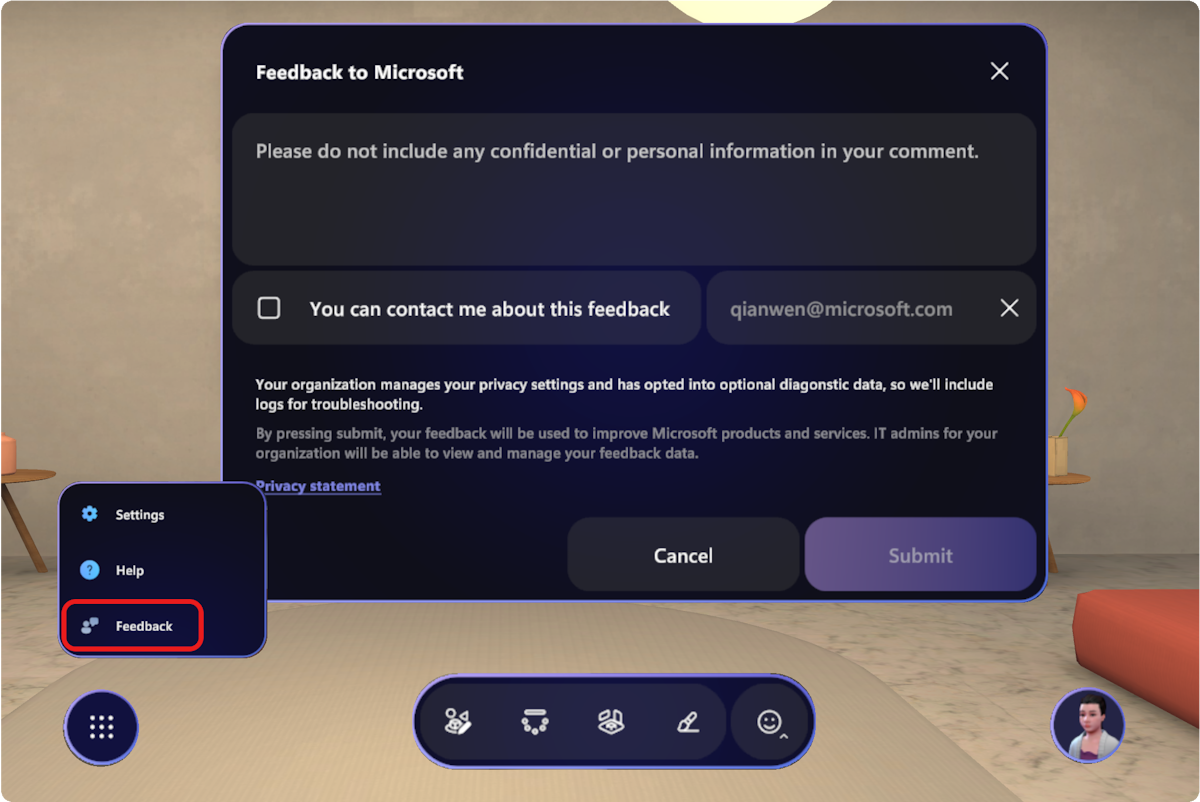 Feedback to Microsoft
Please do not include any confidential or personal information in your comment.
You can contact me about this feedback
qianwen@microsoft.com
Your organization manages your privacy settings and has opted into optional diagonstic data, so we'll include
logs for troubleshooting.
By pressing submit, your feedback will be used to improve Microsoft products and services. IT admins for your
organization will be able to view and manage your feedback data.
Privacy statement
Cancel
Submit
Settings
Help
Feedback